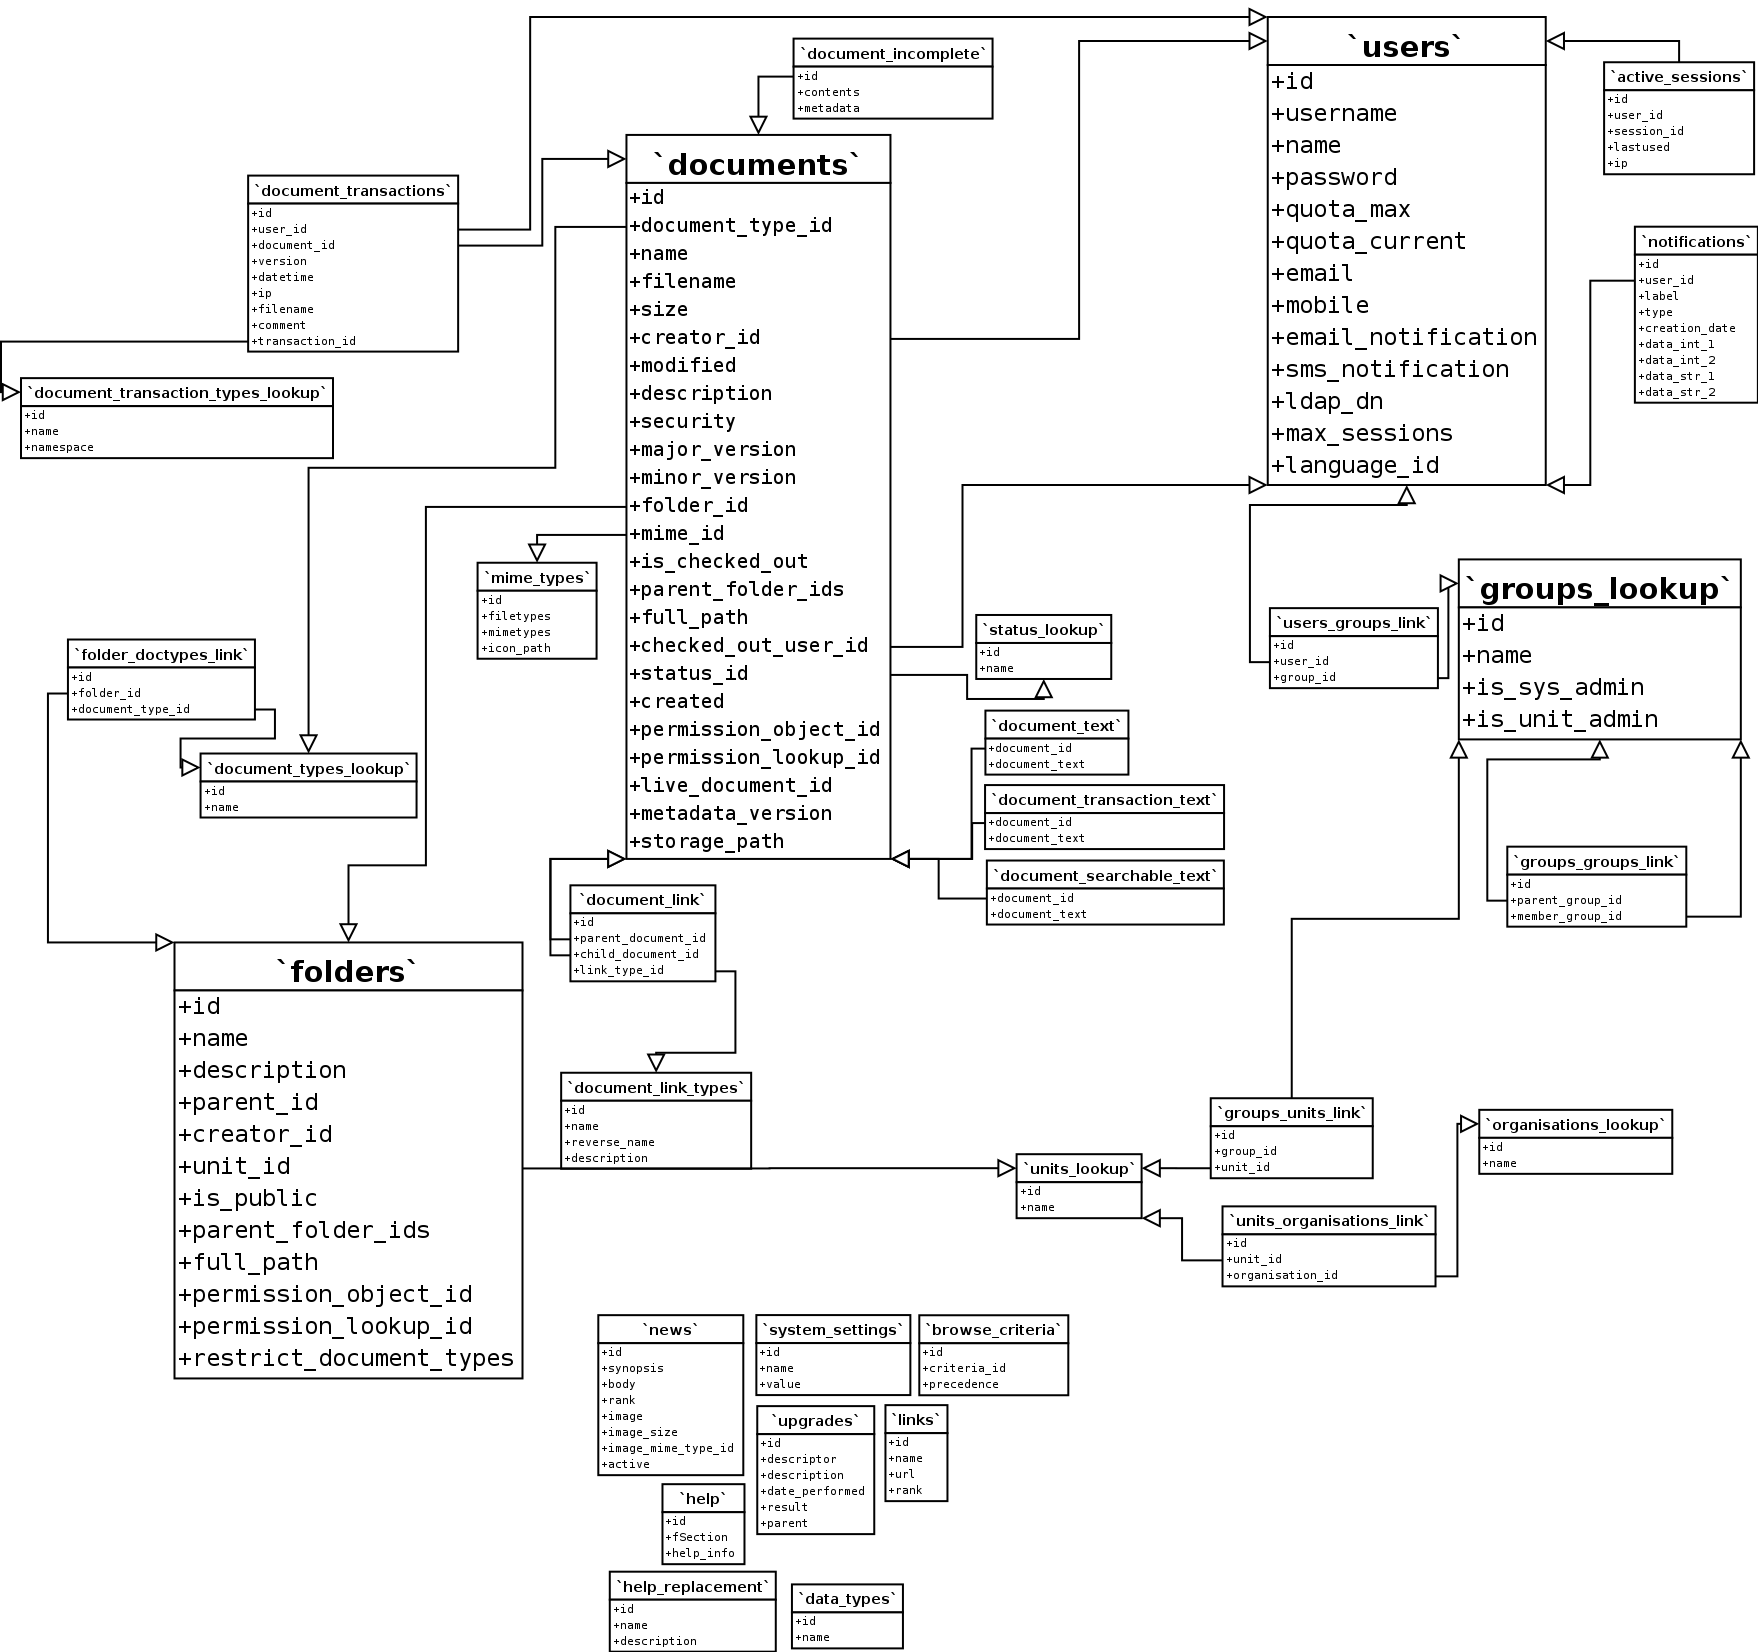 `document_incomplete`
+id
+contents
+metadata
`users`
+id
+username
+name
+password
+quota_max
+quota_current
+email
+mobile
+email_notification
+sms_notification
+ldap_dn
+max_sessions
+language_id
`active_sessions`
+id
+user_id
+session_id
+lastused
+ip
`documents`
+id
+document_type_id
+name
+filename
+size
+creator_id
+modified
+description
+security
+major_version
+minor_version
+folder_id
+mime_id
+is_checked_out
+parent_folder_ids
+full_path
+checked_out_user_id
+status_id
+created
+permission_object_id
+permission_lookup_id
+live_document_id
+metadata_version
+storage_path
`document_transactions`
+id
+user_id
+document_id
+version
+datetime
+ip
+filename
+comment
+transaction_id
`notifications`
+id
+user_id
+label
+type
+creation_date
+data_int_1
+data_int_2
+data_str_1
+data_str_2
`document_transaction_types_lookup`
+id
+name
+namespace
`mime_types`
+id
+filetypes
+mimetypes
+icon_path
`groups_lookup`
+id
+name
+is_sys_admin
+is_unit_admin
`users_groups_link`
+id
+user_id
+group_id
`status_lookup`
+id
+name
`folder_doctypes_link`
+id
+folder_id
+document_type_id
`document_text`
+document_id
+document_text
`document_types_lookup`
+id
+name
`document_transaction_text`
+document_id
+document_text
`document_searchable_text`
+document_id
+document_text
`groups_groups_link`
+id
+parent_group_id
+member_group_id
`document_link`
+id
+parent_document_id
+child_document_id
+link_type_id
`folders`
+id
+name
+description
+parent_id
+creator_id
+unit_id
+is_public
+parent_folder_ids
+full_path
+permission_object_id
+permission_lookup_id
+restrict_document_types
`document_link_types`
+id
+name
+reverse_name
+description
`groups_units_link`
+id
+group_id
+unit_id
`organisations_lookup`
+id
+name
`units_lookup`
+id
+name
`units_organisations_link`
+id
+unit_id
+organisation_id
`news`
+id
+synopsis
+body
+rank
+image
+image_size
+image_mime_type_id
+active
`system_settings`
+id
+name
+value
`browse_criteria`
+id
+criteria_id
+precedence
`upgrades`
+id
+descriptor
+description
+date_performed
+result
+parent
`links`
+id
+name
+url
+rank
`help`
+id
+fSection
+help_info
`help_replacement`
+id
+name
+description
`data_types`
+id
+name